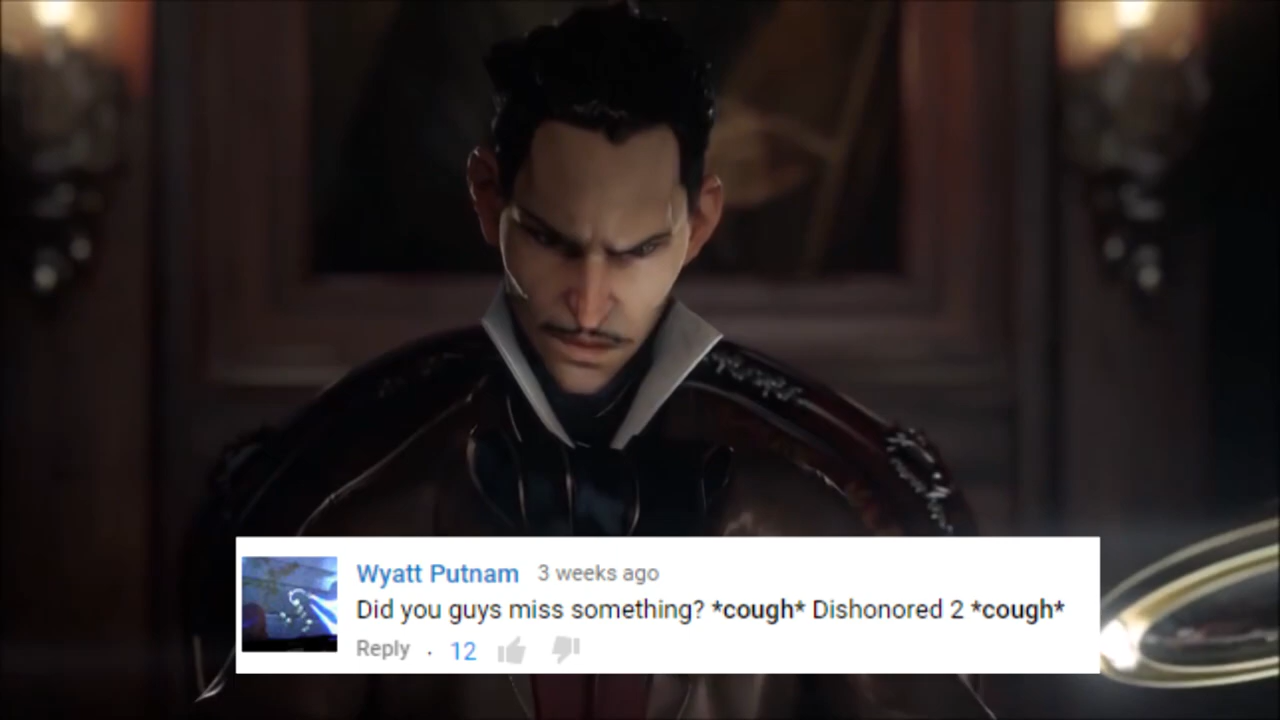 Wyatt Putnam 3 weeks ago
Did you guys miss something? *cough* Dishonored 2 *cough*
Reply · 12